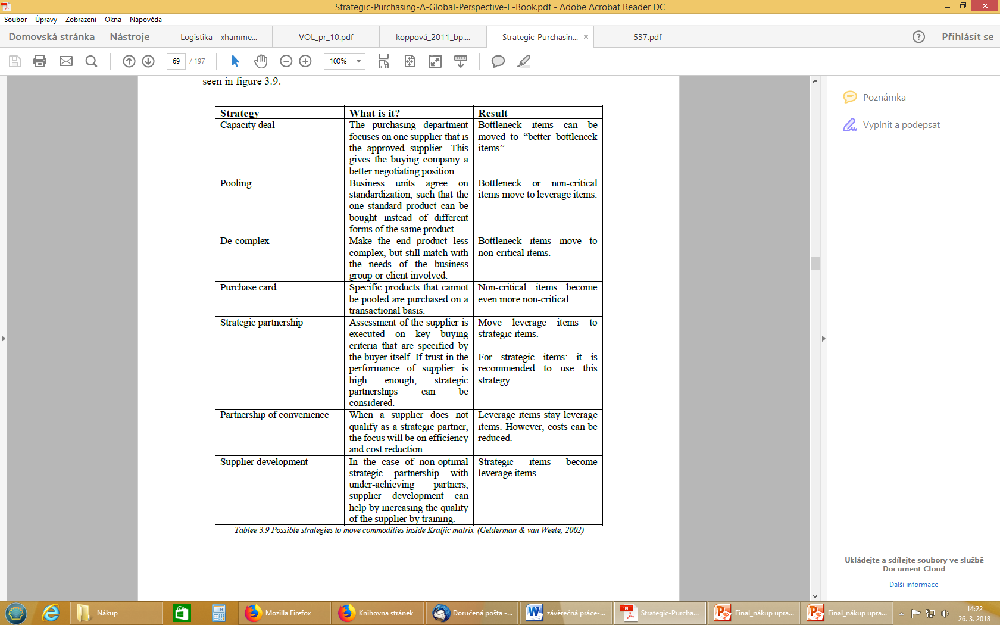 Strategic-Purchasing-A-Global-Perspective-E-Book.pdf - Adobe Acrobat Reader DC
Soubor Úpravy Zobrazení Okna Nápověda
Domovská stránka Nástroje Logistika - xhamme... VOL_pr_10.pdf koppová_2011_bp.... Strategic-Purchasin... × 537.pdf ? Přihlásit se
69 / 197 100%
seen in figure 3.9.
Strategy
What is it?
Result
Capacity deal
The purchasing department
focuses on one supplier that is
the approved supplier. This
gives the buying company a
better negotiating position.
Bottleneck items can be
moved to “better bottleneck
items”.
Pooling
Business units agree on
standardization, such that the
one standard product can be
bought instead of different
forms of the same product.
Bottleneck or non-critical
items move to leverage items.
De-complex
Make the end product less
complex, but still match with
the needs of the business
group or client involved.
Bottleneck items move to
non-critical items.
Purchase card
Specific products that cannot
be pooled are purchased on a
transactional basis.
Non-critical items become
even more non-critical.
Strategic partnership
Assessment of the supplier is
executed on key buying
criteria that are specified by
the buyer itself. If trust in the
performance of supplier is
high enough, strategic
partnerships can be
considered.
Move leverage items to
strategic items.
For strategic items: it is
recommended to use this
strategy.
Partnership of convenience
When a supplier does not
qualify as a strategic partner,
the focus will be on efficiency
and cost reduction.
Leverage items stay leverage
items. However, costs can be
reduced.
Supplier development
In the case of non-optimal
strategic partnership with
under-achieving partners,
supplier development can
help by increasing the quality
of the supplier by training.
Strategic items become
leverage items.
Tablee 3.9 Possible strategies to move commodities inside Kraljic matrix (Gelderman & van Weele, 2002)
Poznámka
Vyplnit a podepsat
Ukládejte a sdílejte soubory ve službě
Document Cloud
Další informace
Nákup Mozilla Firefox Knihovna stránek Doručená pošta -... závěrečná práce-... Strategic-Purcha... Final_nákup upra... Final_nákup upra...
14:22
26. 3. 2018